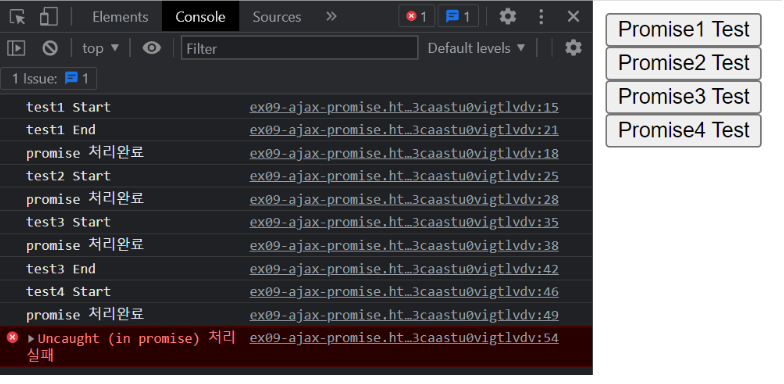 Elements Console Sources » 1 1
top Filter Default levels
1 Issue: 1
test1 Start ex09-ajax-promise.ht…3caastu0vigtlvdv:15
test1 End ex09-ajax-promise.ht…3caastu0vigtlvdv:21
promise 처리완료 ex09-ajax-promise.ht…3caastu0vigtlvdv:18
test2 Start ex09-ajax-promise.ht…3caastu0vigtlvdv:25
promise 처리완료 ex09-ajax-promise.ht…3caastu0vigtlvdv:28
test3 Start ex09-ajax-promise.ht…3caastu0vigtlvdv:35
promise 처리완료 ex09-ajax-promise.ht…3caastu0vigtlvdv:38
test3 End ex09-ajax-promise.ht…3caastu0vigtlvdv:42
test4 Start ex09-ajax-promise.ht…3caastu0vigtlvdv:46
promise 처리완료 ex09-ajax-promise.ht…3caastu0vigtlvdv:49
Uncaught (in promise) 처리 ex09-ajax-promise.ht…3caastu0vigtlvdv:54
실패
Promise1 Test
Promise2 Test
Promise3 Test
Promise4 Test